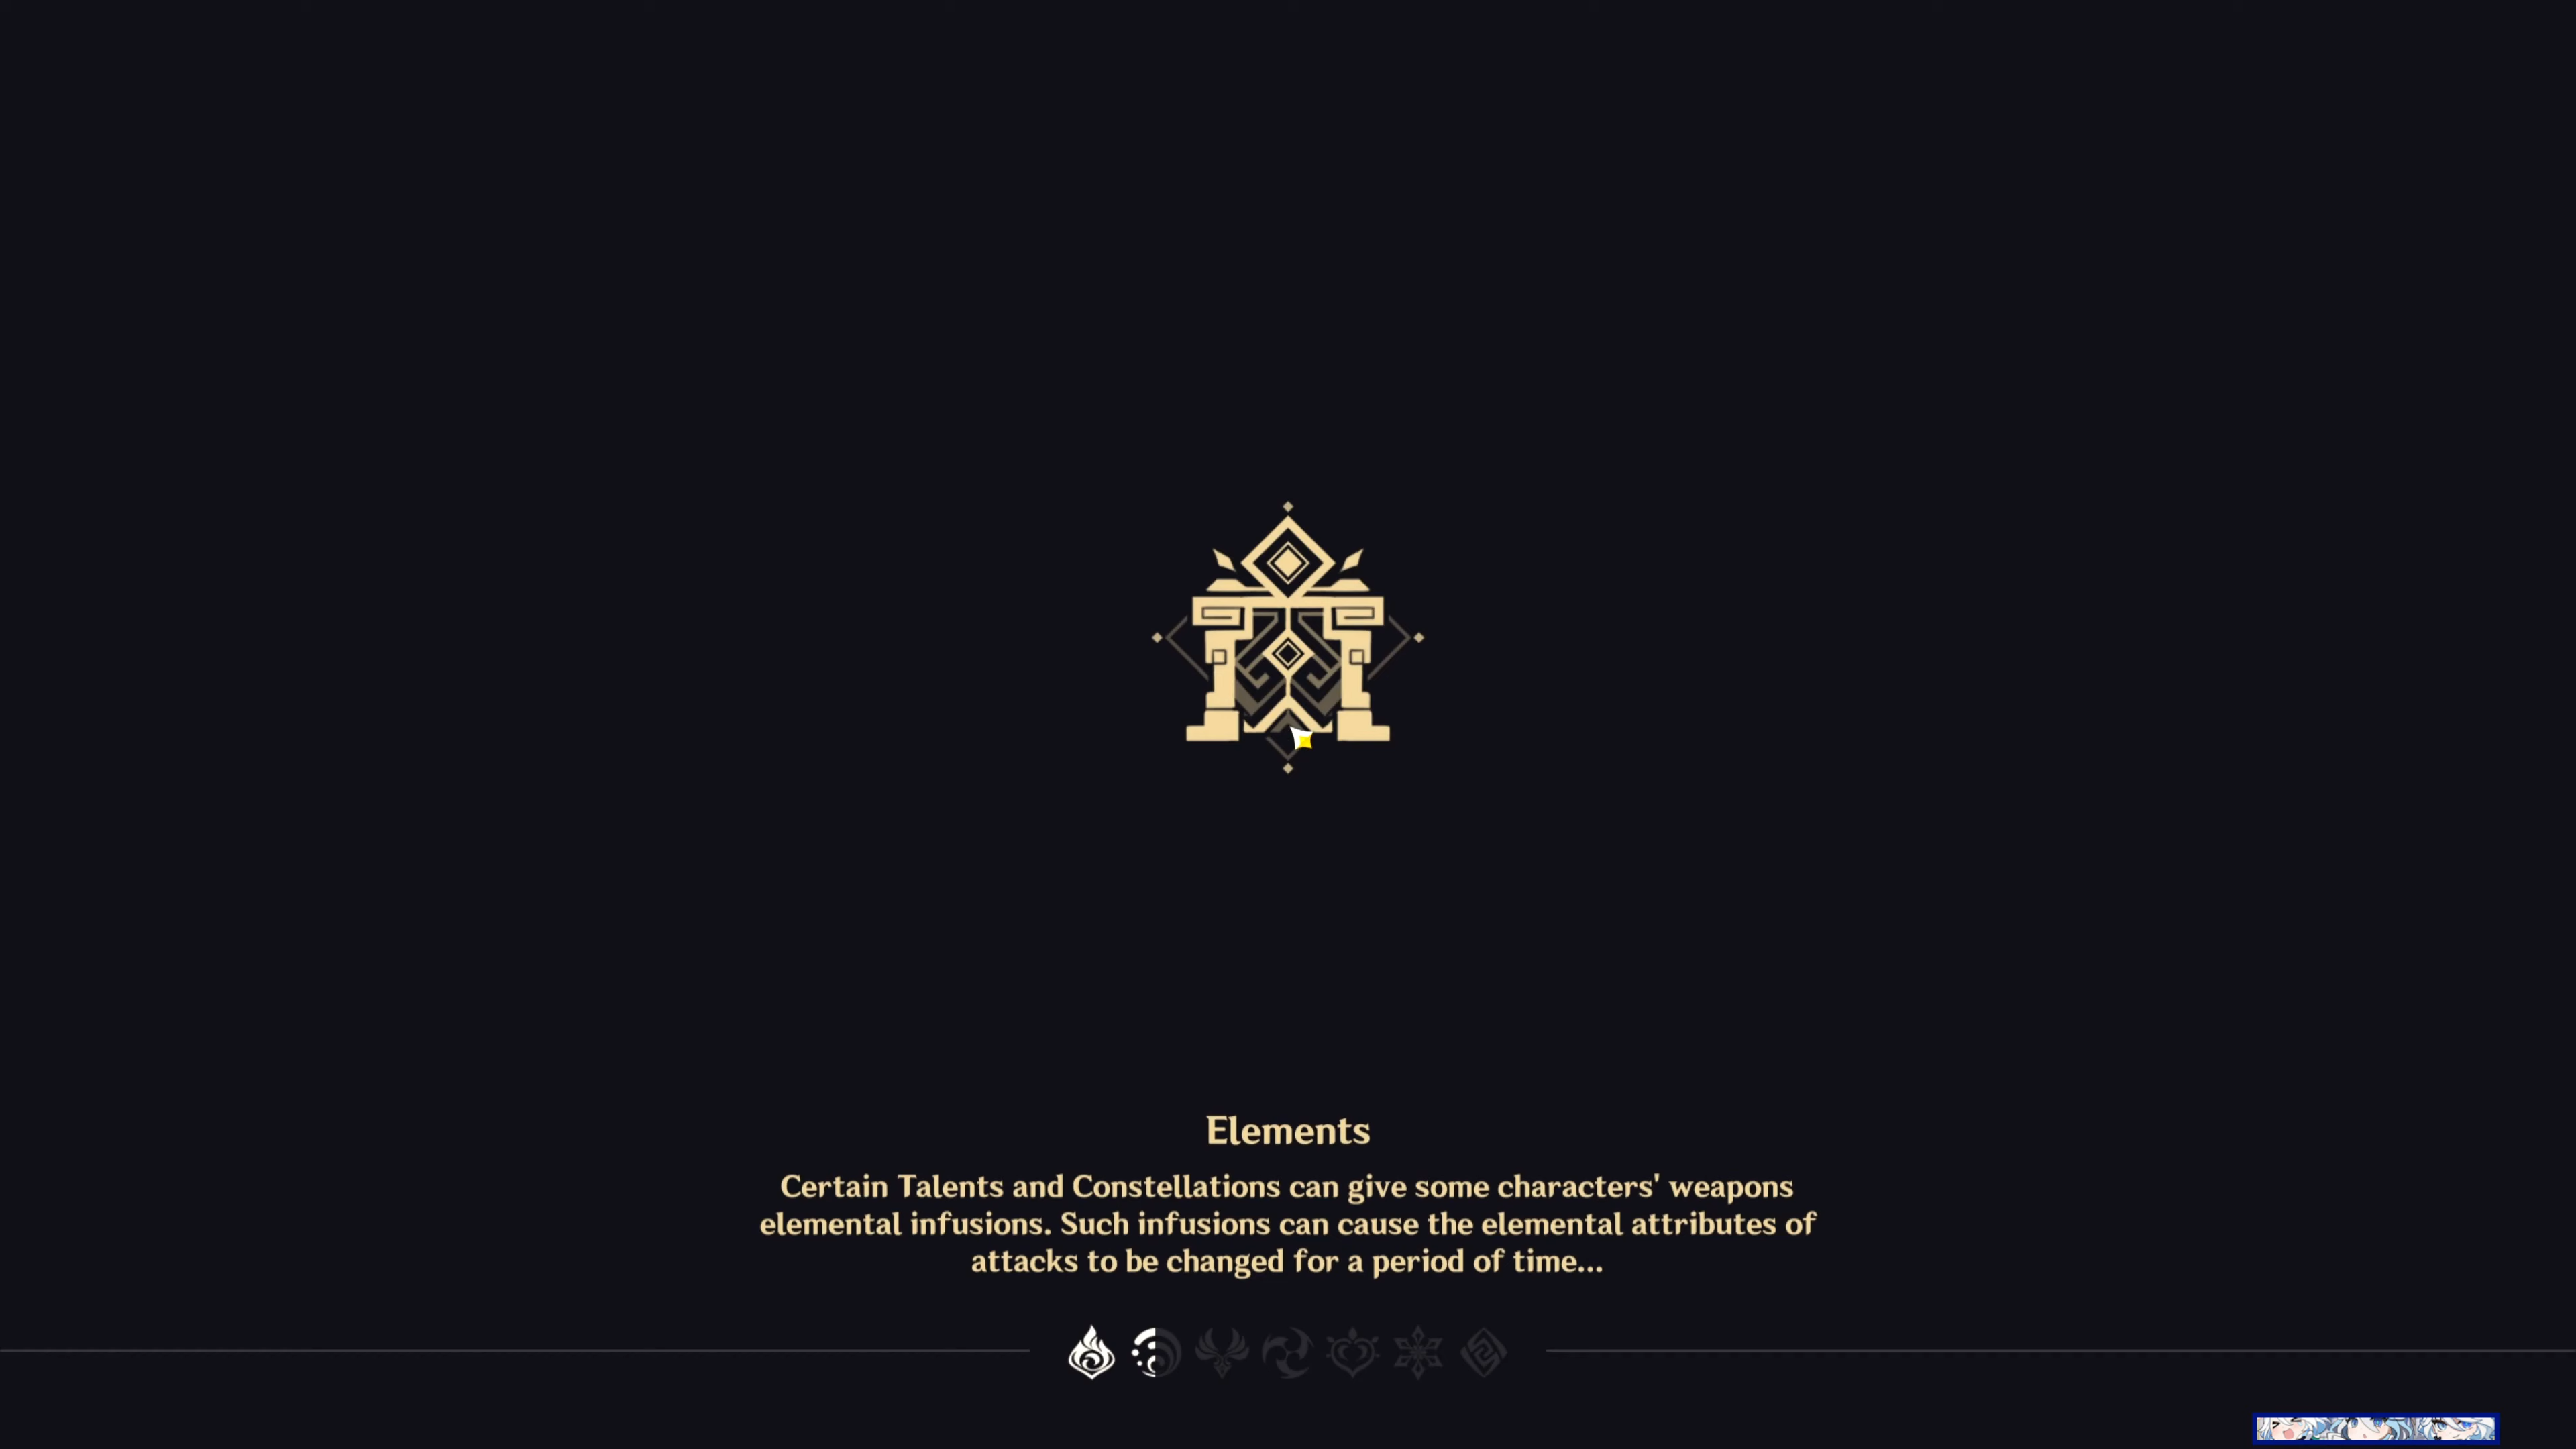 Elements
Certain Talents and Constellations can give some characters' weapons
elemental infusions. Such infusions can cause the elemental attributes of
attacks to be changed for a period of time...